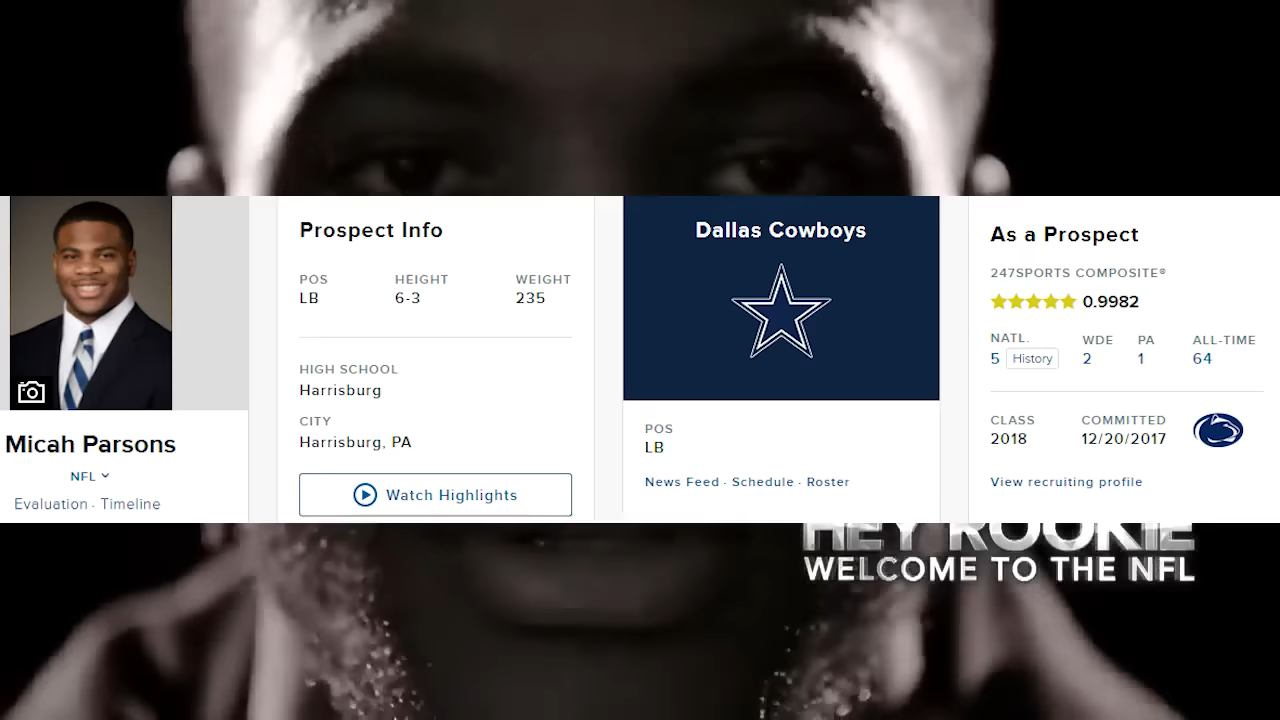 Micah Parsons
NFL
Evaluation · Timeline
Prospect Info
POS HEIGHT WEIGHT
LB 6-3 235
HIGH SCHOOL
Harrisburg
CITY
Harrisburg, PA
Watch Highlights
Dallas Cowboys
POS
LB
News Feed · Schedule · Roster
As a Prospect
247SPORTS COMPOSITE®
0.9982
NATL. WDE PA ALL-TIME
5 History 2 1 64
CLASS COMMITTED
2018 12/20/2017
View recruiting profile
HEY ROOKIE
WELCOME TO THE NFL